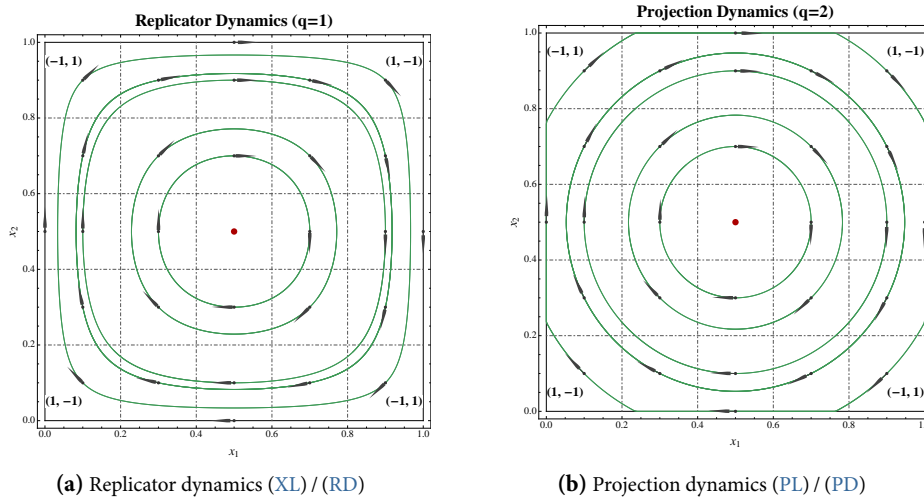 Replicator Dynamics (q=1)
1.0
(-1, 1)
(1, -1)
0.8
0.6
x₂
0.4
0.2
(1, -1)
(-1, 1)
0.0
0.0 0.2 0.4 0.6 0.8 1.0
x₁
(a) Replicator dynamics (XL) / (RD)
Projection Dynamics (q=2)
1.0
(-1, 1)
(1, -1)
0.8
0.6
x₂
0.4
0.2
(1, -1)
(-1, 1)
0.0
0.0 0.2 0.4 0.6 0.8
x₁
(b) Projection dynamics (PL) / (PD)